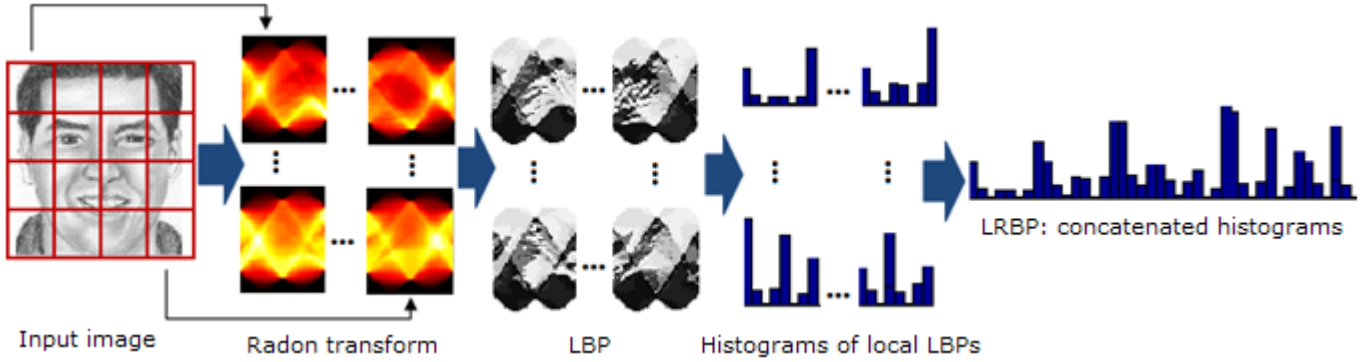 LRBP: concatenated histograms
Input image
Radon transform
LBP
Histograms of local LBPs